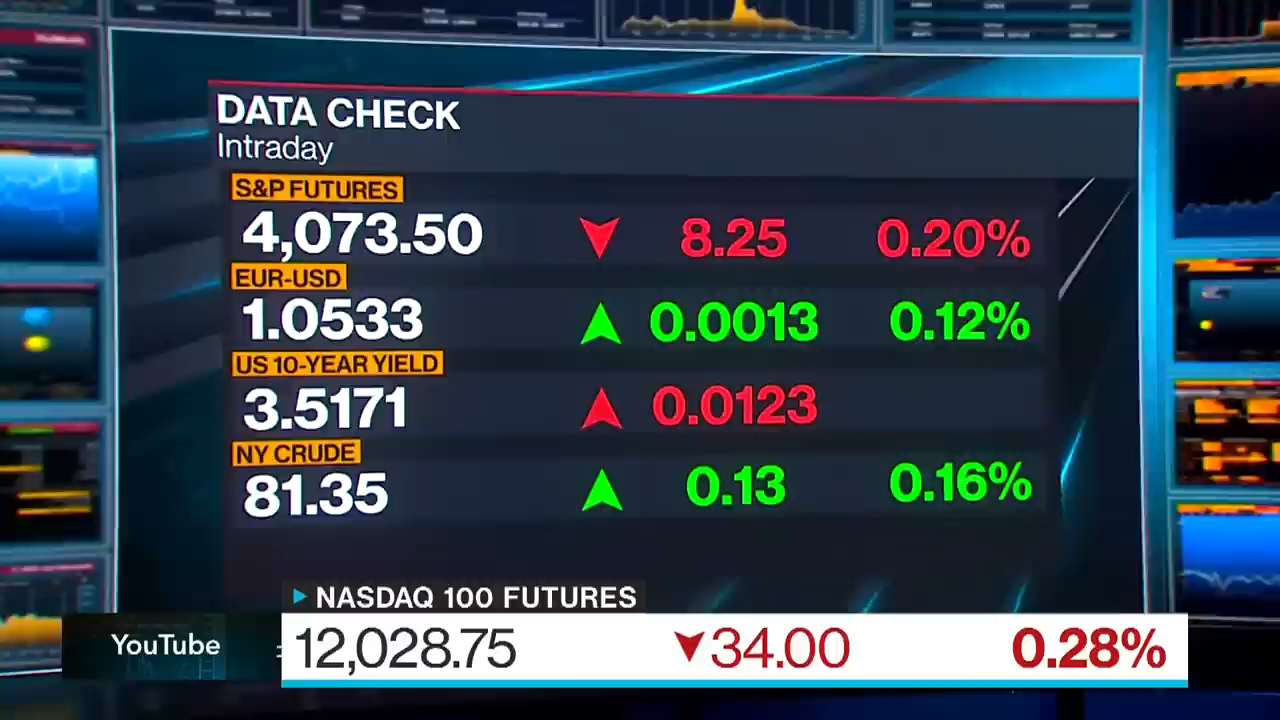 DATA CHECK
Intraday
S&P FUTURES
4,073.50 8.25 0.20%
EUR-USD
1.0533 0.0013 0.12%
US 10-YEAR YIELD
3.5171 0.0123
NY CRUDE
81.35 0.13 0.16%
NASDAQ 100 FUTURES
YouTube 12,028.75 34.00 0.28%